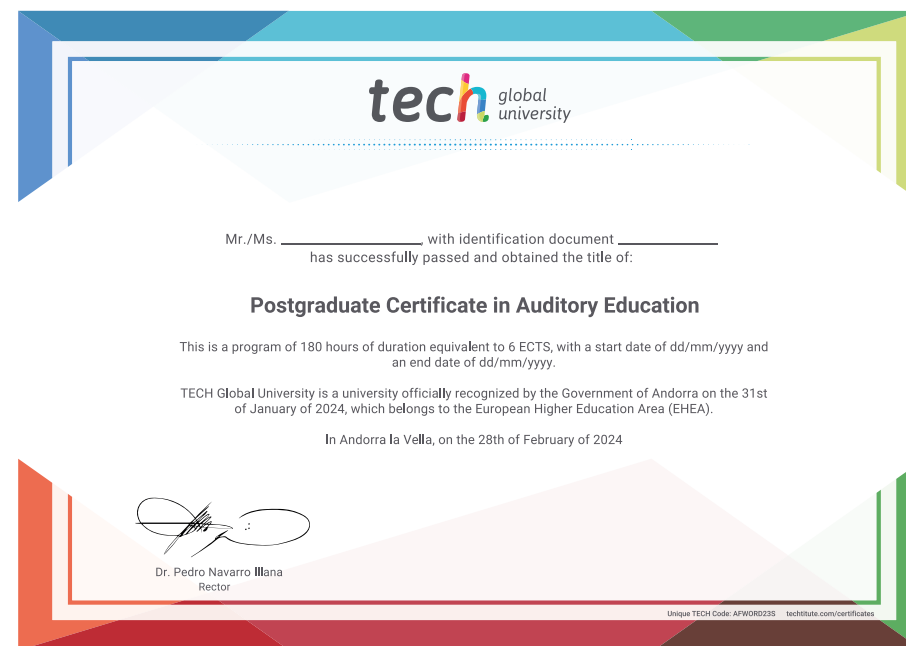 tech global
university
Mr./Ms. ____________, with identification document ____________
has successfully passed and obtained the title of:
Postgraduate Certificate in Auditory Education
This is a program of 180 hours of duration equivalent to 6 ECTS, with a start date of dd/mm/yyyy and
an end date of dd/mm/yyyy.
TECH Global University is a university officially recognized by the Government of Andorra on the 31st
of January of 2024, which belongs to the European Higher Education Area (EHEA).
In Andorra la Vella, on the 28th of February of 2024
Dr. Pedro Navarro Illana
Rector
Unique TECH Code: AFWORD23S techtitute.com/certificates